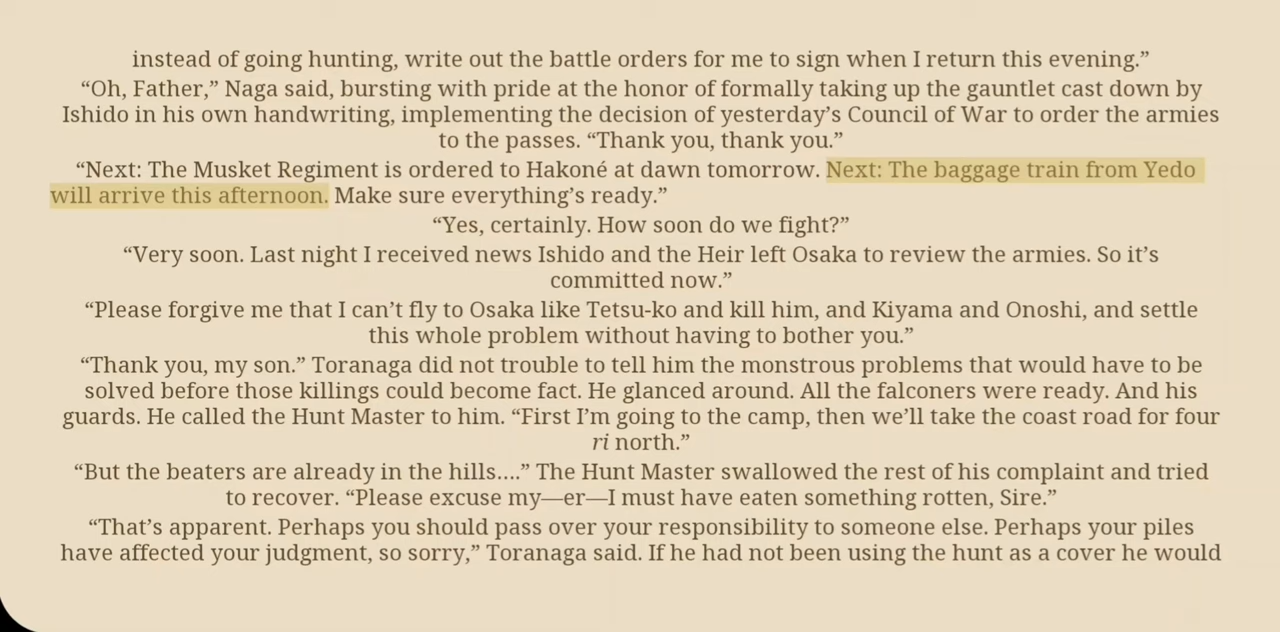 instead of going hunting, write out the battle orders for me to sign when I return this evening.”
“Oh, Father,” Naga said, bursting with pride at the honor of formally taking up the gauntlet cast down by
Ishido in his own handwriting, implementing the decision of yesterday’s Council of War to order the armies
to the passes. “Thank you, thank you.”
“Next: The Musket Regiment is ordered to Hakoné at dawn tomorrow. Next: The baggage train from Yedo
will arrive this afternoon. Make sure everything’s ready.”
“Yes, certainly. How soon do we fight?”
“Very soon. Last night I received news Ishido and the Heir left Osaka to review the armies. So it’s
committed now.”
“Please forgive me that I can’t fly to Osaka like Tetsu-ko and kill him, and Kiyama and Onoshi, and settle
this whole problem without having to bother you.”
“Thank you, my son.” Toranaga did not trouble to tell him the monstrous problems that would have to be
solved before those killings could become fact. He glanced around. All the falconers were ready. And his
guards. He called the Hunt Master to him. “First I’m going to the camp, then we’ll take the coast road for four
ri north.”
“But the beaters are already in the hills....” The Hunt Master swallowed the rest of his complaint and tried
to recover. “Please excuse my—er—I must have eaten something rotten, Sire.”
“That’s apparent. Perhaps you should pass over your responsibility to someone else. Perhaps your piles
have affected your judgment, so sorry,” Toranaga said. If he had not been using the hunt as a cover he would